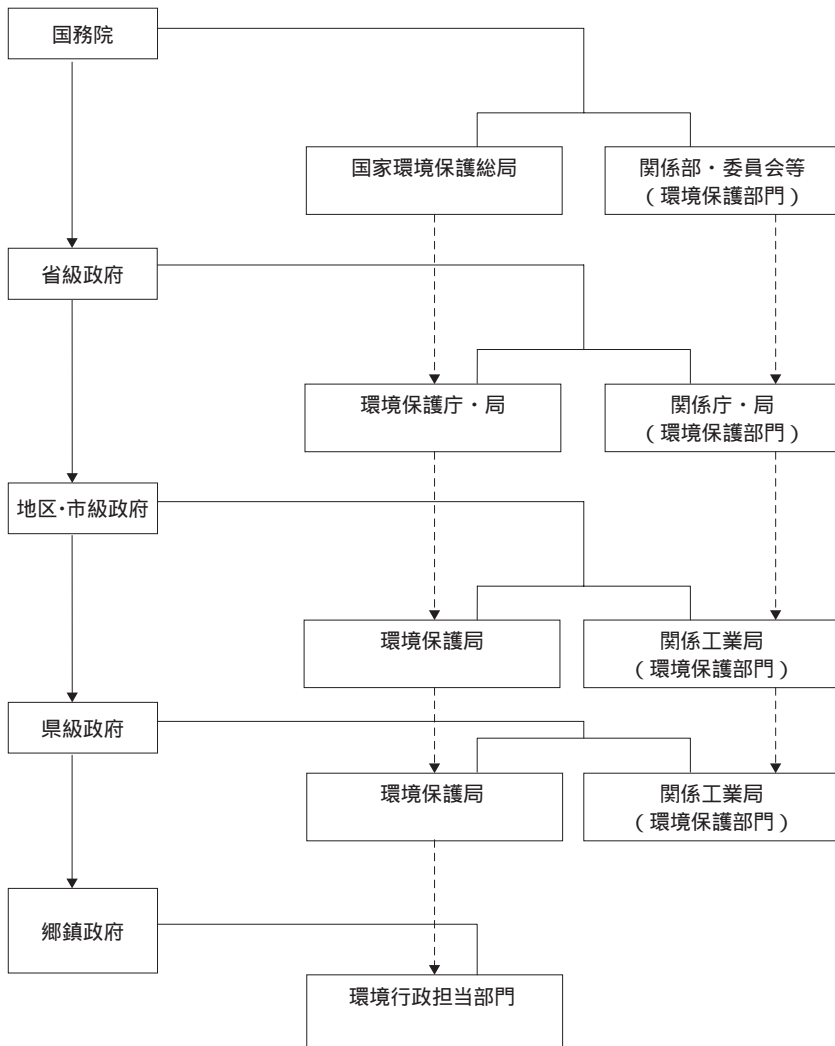 国務院
国家環境保護総局
関係部・委員会等
(環境保護部門)
省級政府
環境保護庁・局
関係庁・局
(環境保護部門)
地区・市級政府
環境保護局
関係工業局
(環境保護部門)
県級政府
環境保護局
関係工業局
(環境保護部門)
郷鎮政府
環境行政担当部門